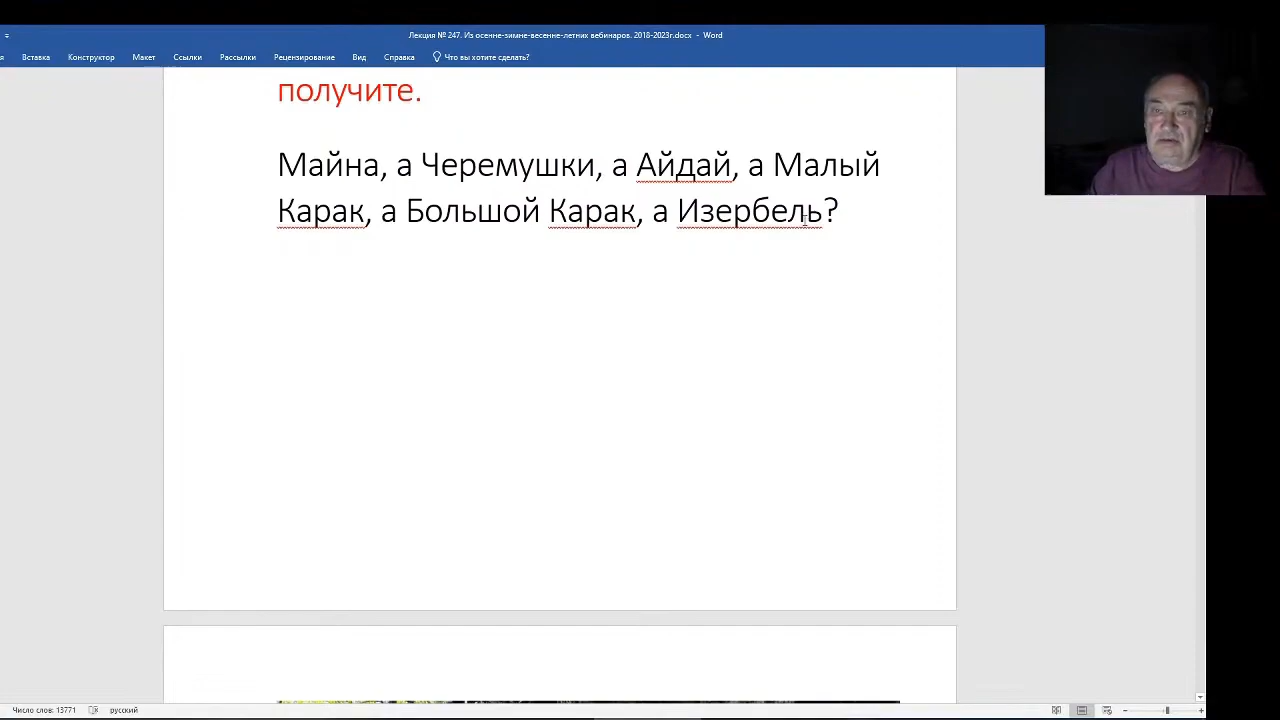 Лекция № 247. Из осенне-зимне-весенне-летних вебинаров. 2018-2023г.docx - Word
я Вставка Конструктор Макет Ссылки Рассылки Рецензирование Вид Справка Что вы хотите сделать?
получите.
Майна, а Черемушки, а Айдай, а Малый
Карак, а Большой Карак, а Изербель?
Число слов: 13771 русский